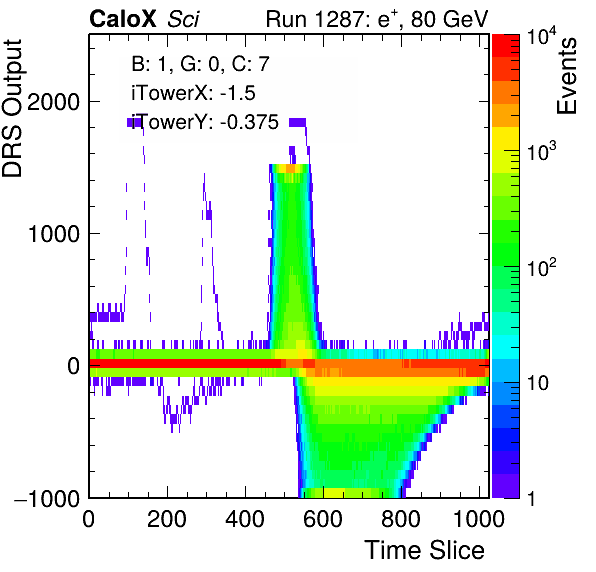 CaloX Sci Run 1287: e+, 80 GeV
B: 1, G: 0, C: 7
iTowerX: -1.5
iTowerY: -0.375
DRS Output
2000
1000
0
−1000
0 200 400 600 800 1000
Time Slice
Events
10^4
10^3
10^2
10
1